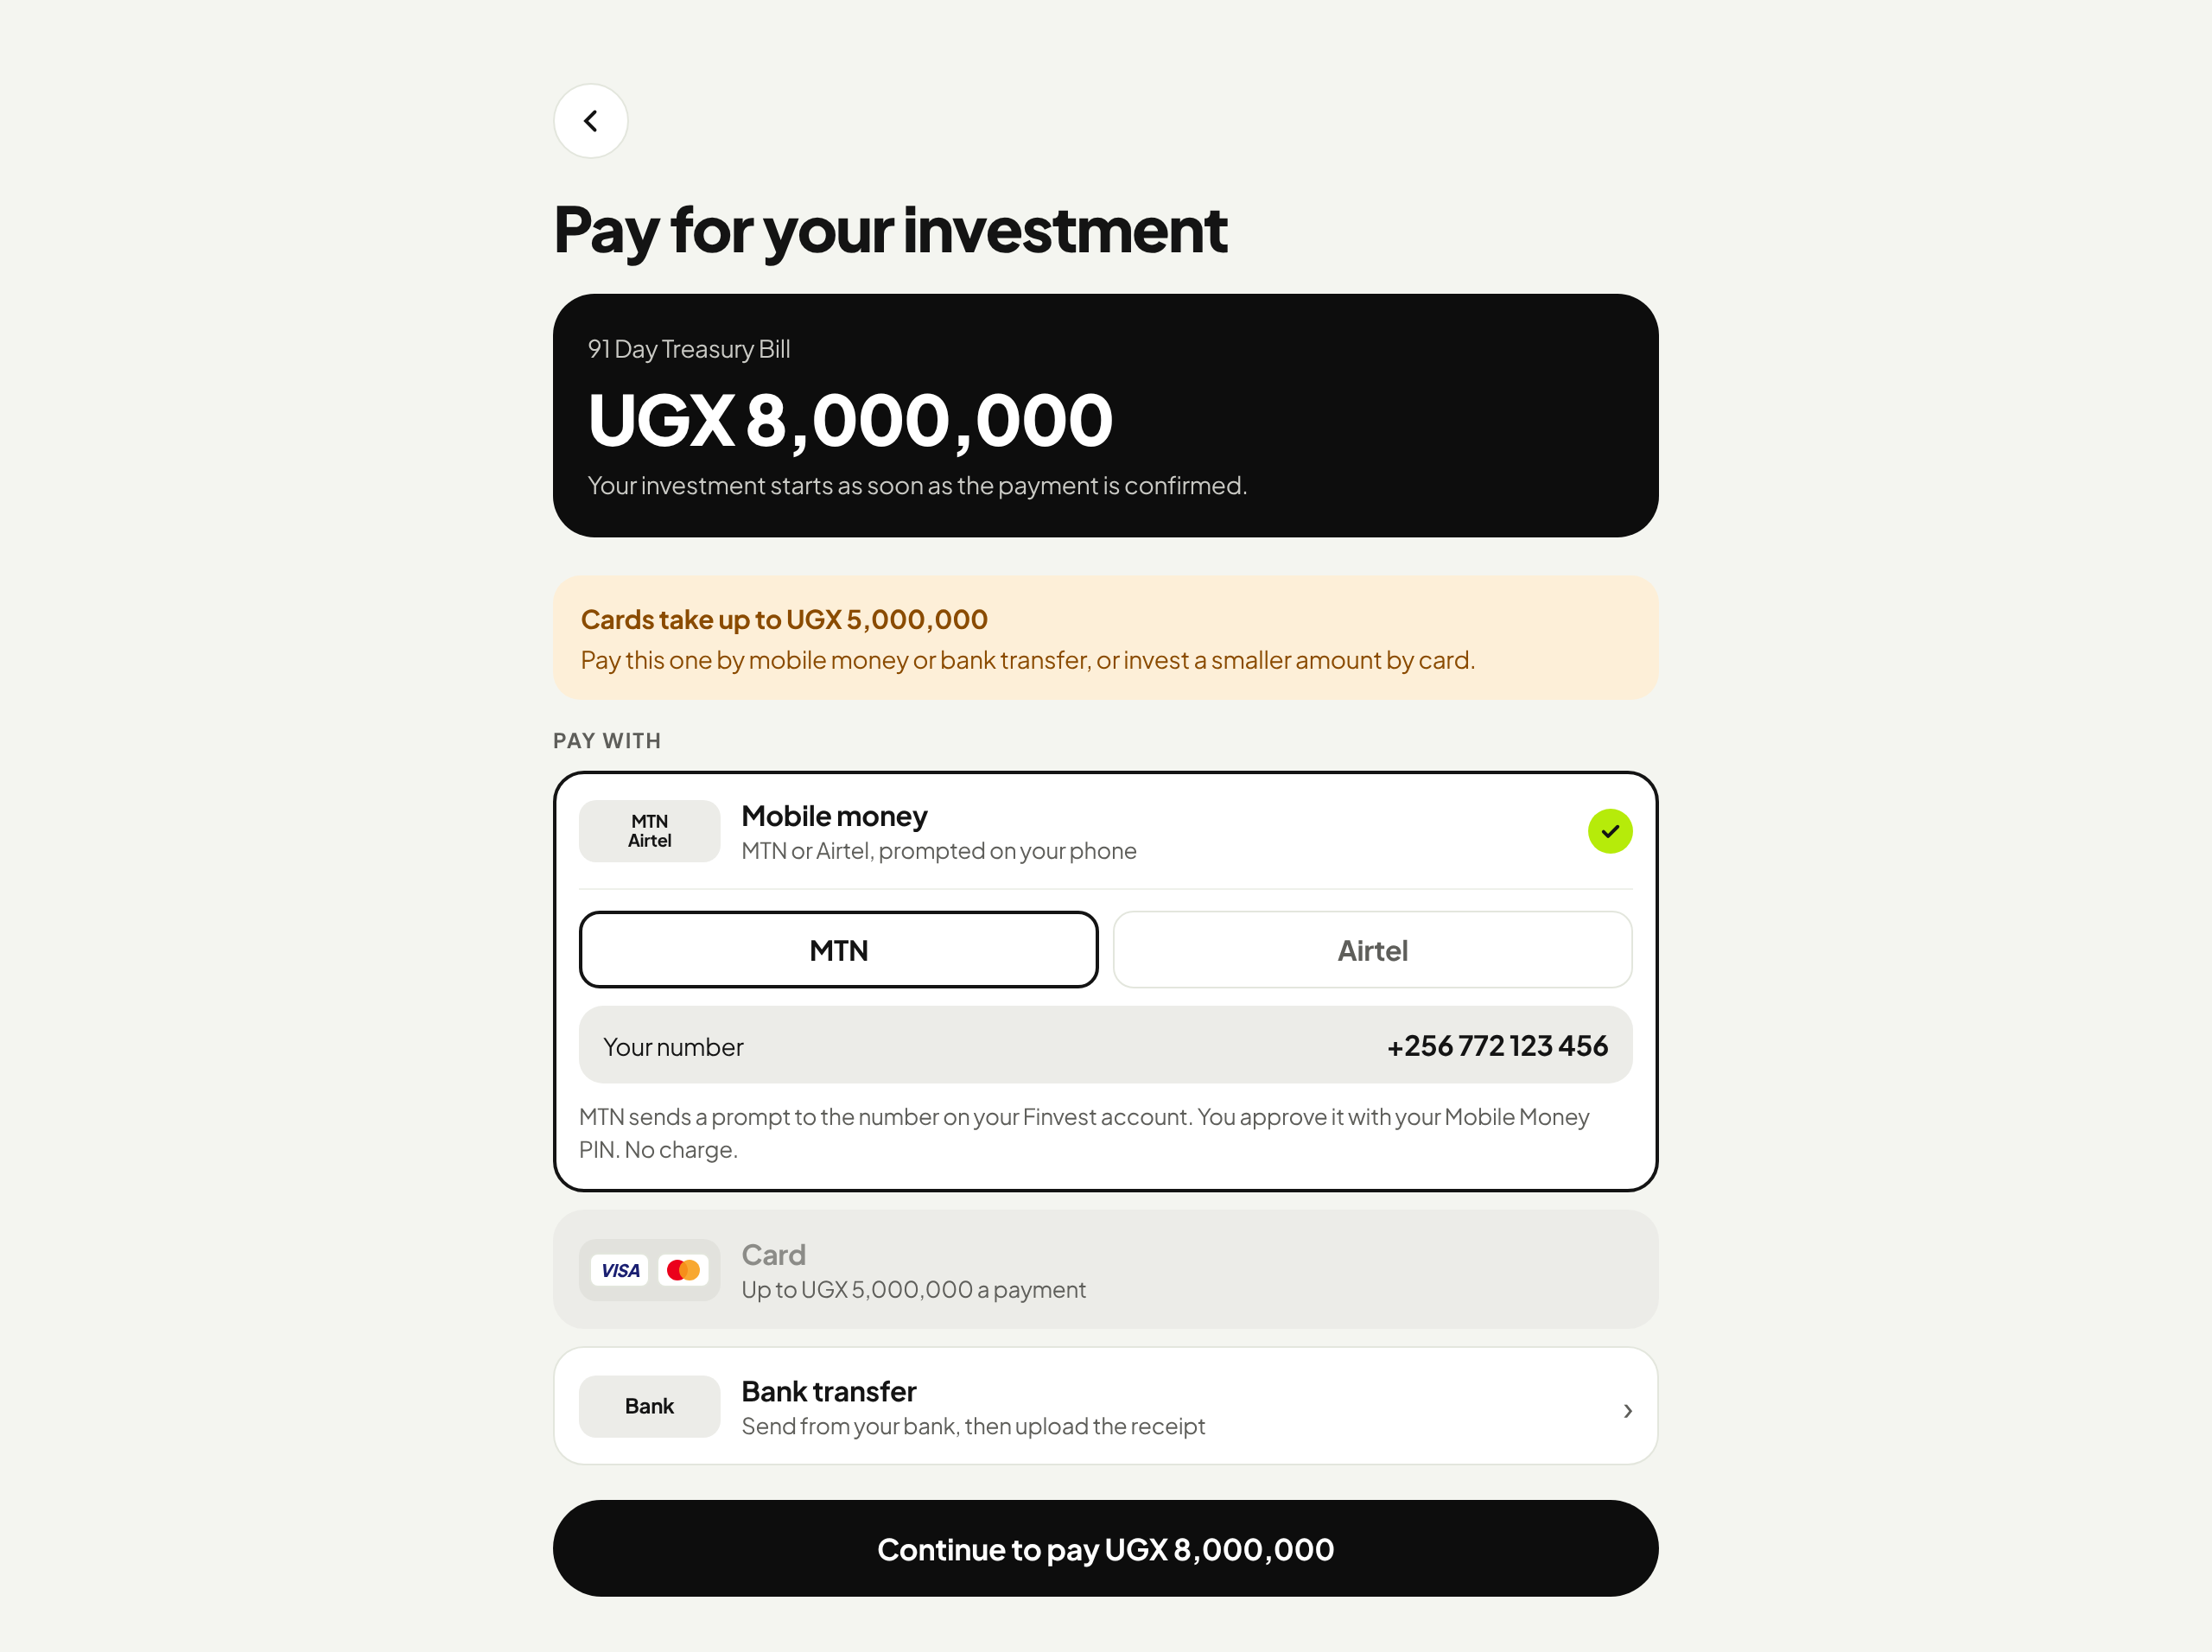 Pay for your investment
91 Day Treasury Bill
UGX 8,000,000
Your investment starts as soon as the payment is confirmed.
Cards take up to UGX 5,000,000
Pay this one by mobile money or bank transfer, or invest a smaller amount by card.
PAY WITH
MTN
Airtel
Mobile money
MTN or Airtel, prompted on your phone
MTN
Airtel
Your number
+256 772 123 456
MTN sends a prompt to the number on your Finvest account. You approve it with your Mobile Money
PIN. No charge.
VISA
Card
Up to UGX 5,000,000 a payment
Bank
Bank transfer
Send from your bank, then upload the receipt
Continue to pay UGX 8,000,000